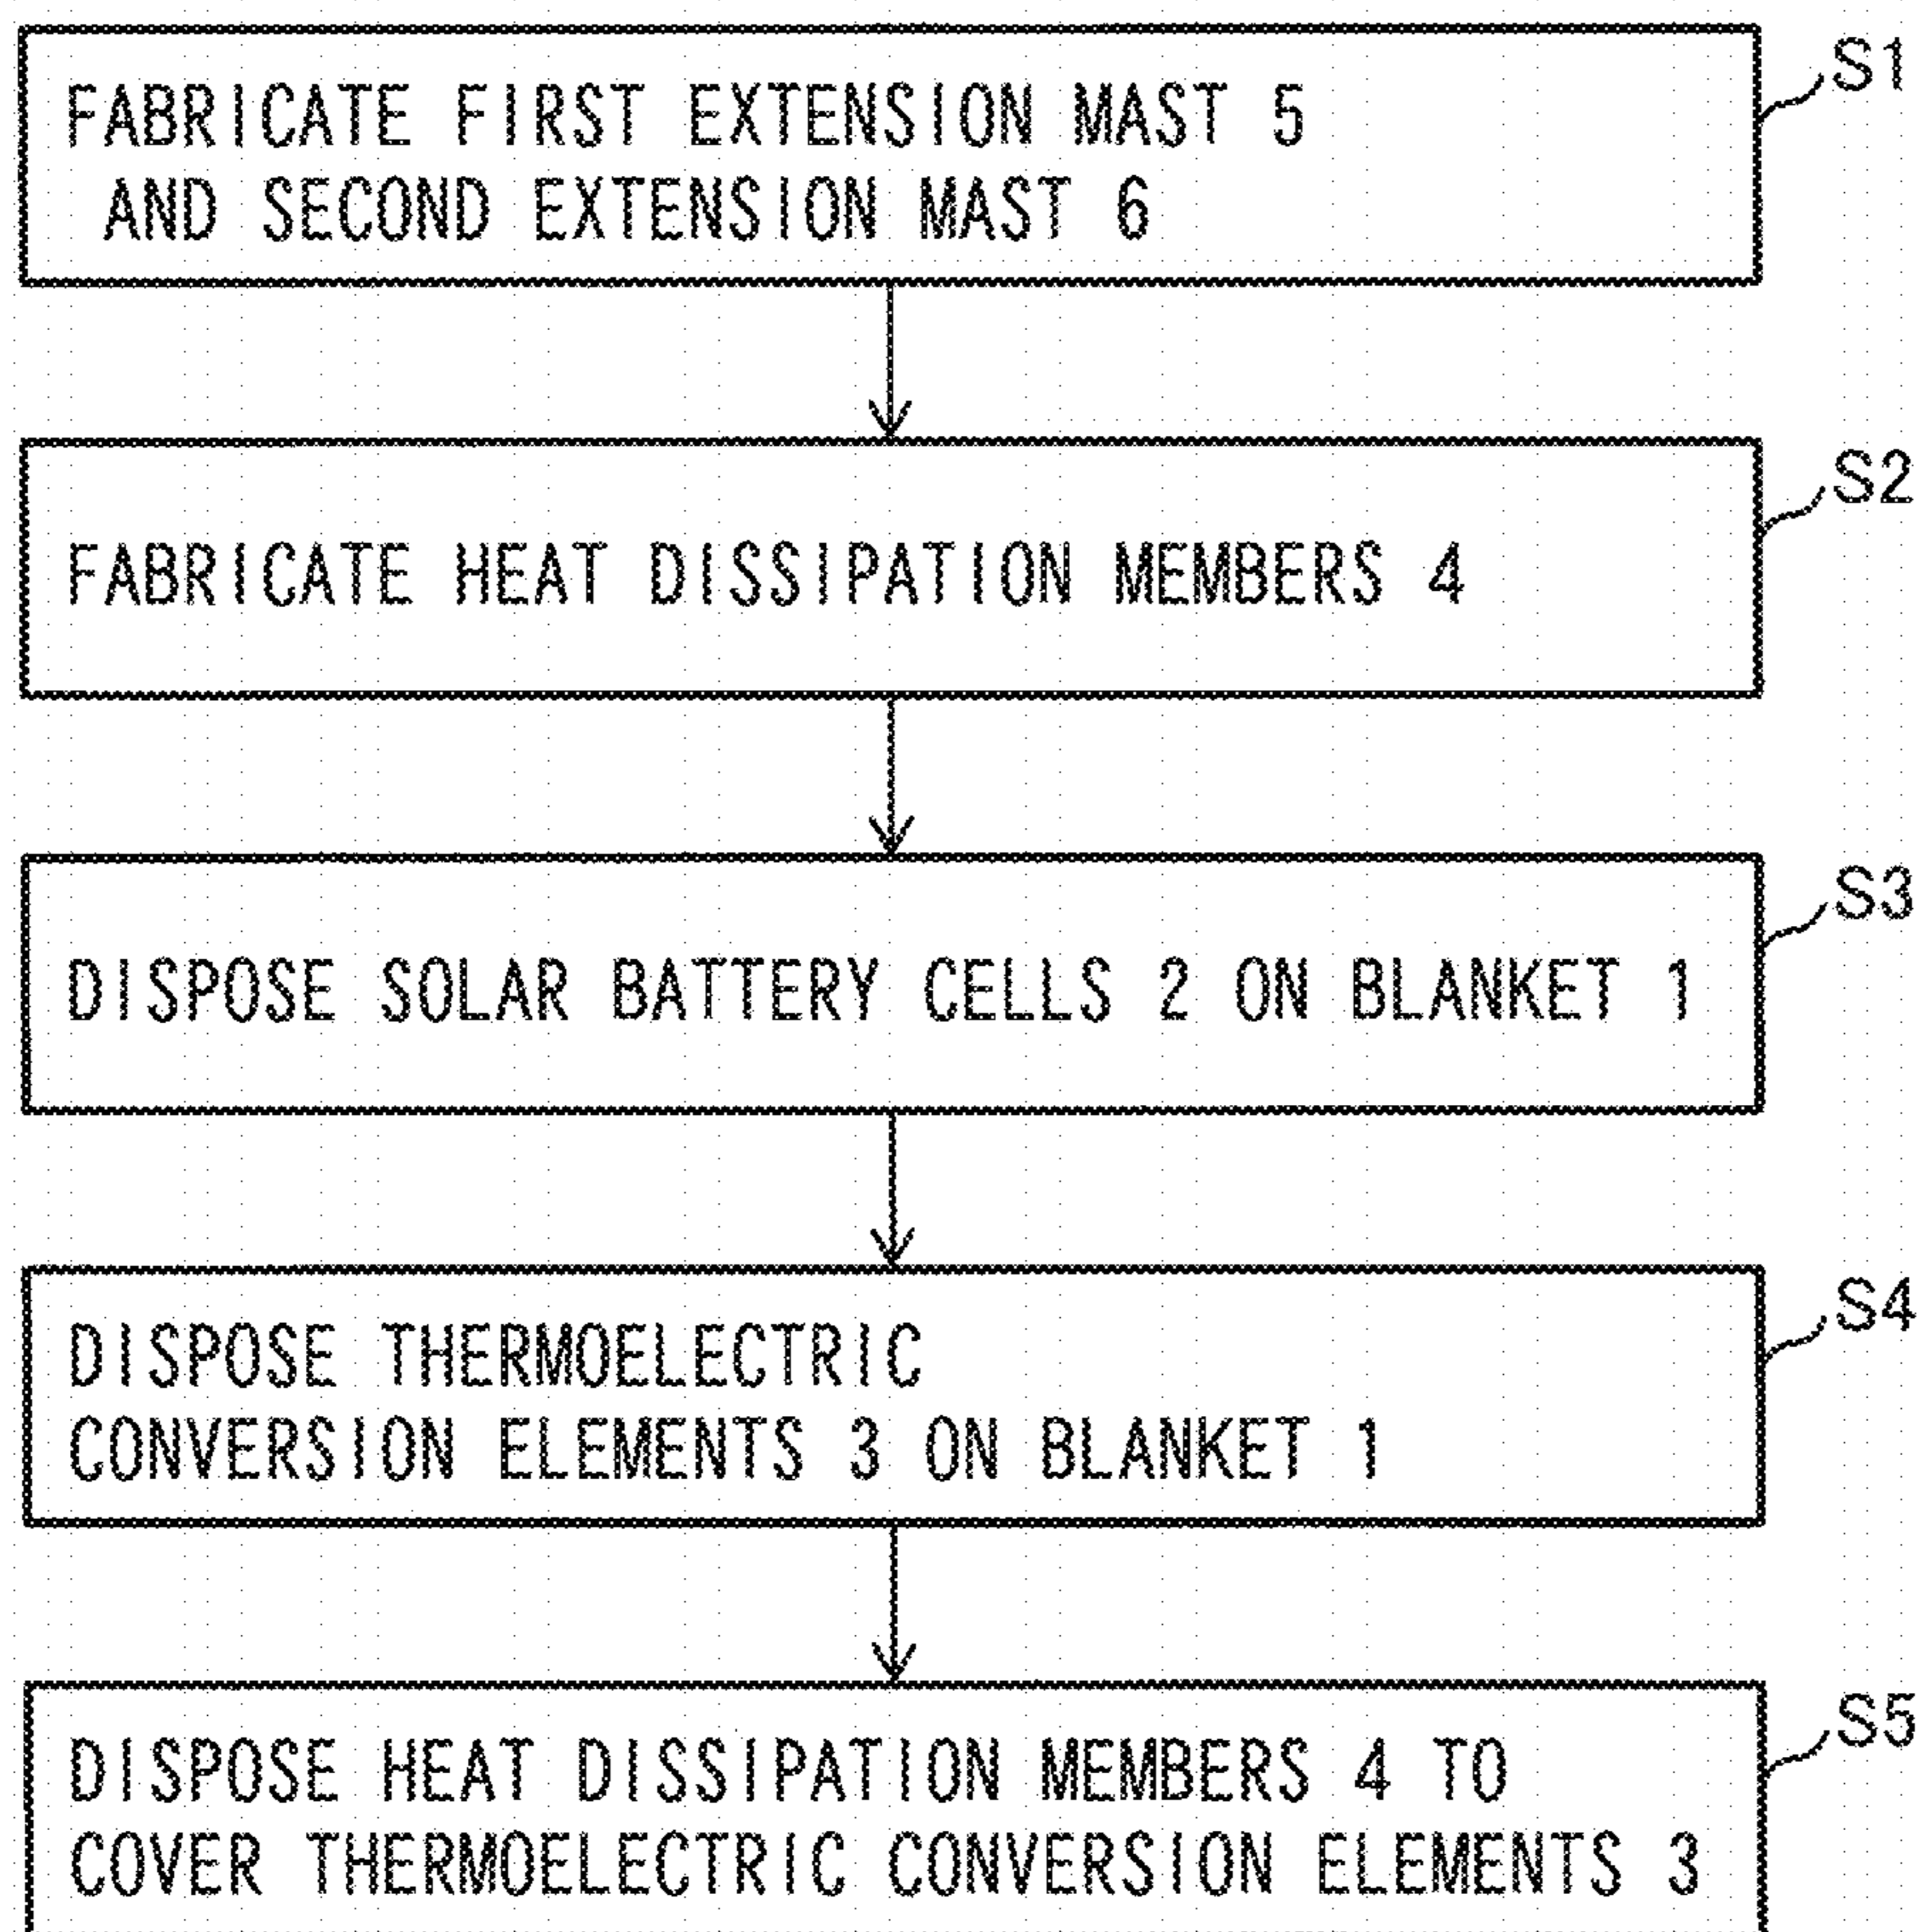 S1
FABRICATE FIRST EXTENSION MAST 5
AND SECOND EXTENSION MAST 6
S2
FABRICATE HEAT DISSIPATION MEMBERS 4
S3
DISPOSE SOLAR BATTERY CELLS 2 ON BLANKET 1
S4
DISPOSE THERMOELECTRIC
CONVERSION ELEMENTS 3 ON BLANKET 1
S5
DISPOSE HEAT DISSIPATION MEMBERS 4 TO
COVER THERMOELECTRIC CONVERSION ELEMENTS 3